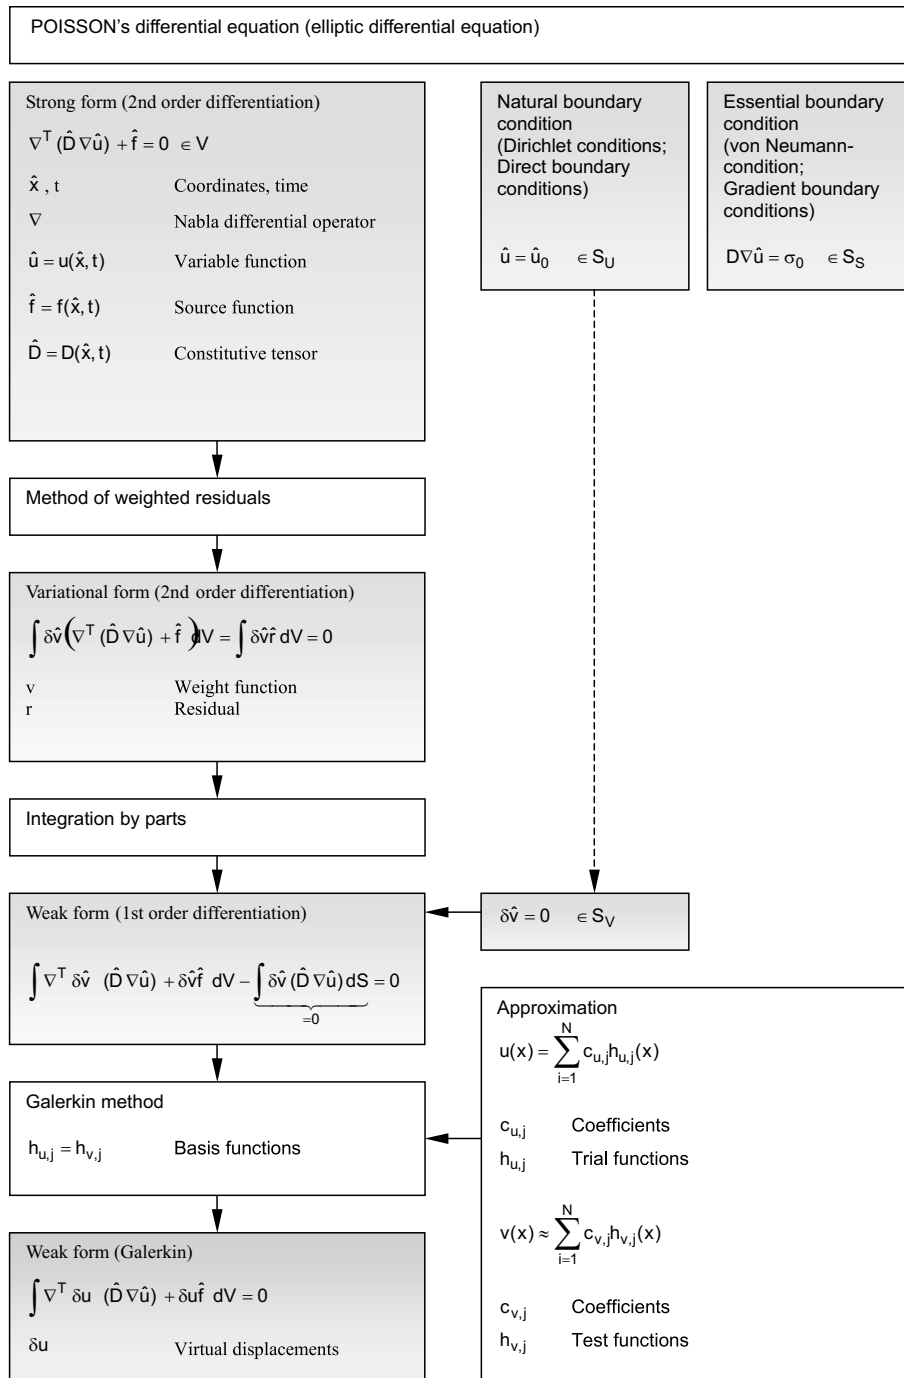 POISSON's differential equation (elliptic differential equation)
Strong form (2nd order differentiation)
∇ᵀ (D̂ ∇û) + f̂ = 0 ∈ V
x̂ , t Coordinates, time
∇ Nabla differential operator
û = u(x̂, t) Variable function
f̂ = f(x̂, t) Source function
D̂ = D(x̂, t) Constitutive tensor
Natural boundary
condition
(Dirichlet conditions;
Direct boundary
conditions)
û = û₀ ∈ S_U
Essential boundary
condition
(von Neumann-
condition;
Gradient boundary
conditions)
D∇û = σ₀ ∈ S_S
Method of weighted residuals
Variational form (2nd order differentiation)
∫ δv̂ (∇ᵀ (D̂ ∇û) + f̂ ) dV = ∫ δv̂r̂ dV = 0
v Weight function
r Residual
Integration by parts
Weak form (1st order differentiation)
∫ ∇ᵀ δv̂ (D̂ ∇û) + δv̂f̂ dV − ∫ δv̂ (D̂ ∇û) dS = 0
=0
δv̂ = 0 ∈ S_V
Galerkin method
h_{u,j} = h_{v,j} Basis functions
Approximation
u(x) = ∑_{i=1}^{N} c_{u,j} h_{u,j}(x)
c_{u,j} Coefficients
h_{u,j} Trial functions
v(x) ≈ ∑_{i=1}^{N} c_{v,j} h_{v,j}(x)
c_{v,j} Coefficients
h_{v,j} Test functions
Weak form (Galerkin)
∫ ∇ᵀ δu (D̂ ∇û) + δuf̂ dV = 0
δu Virtual displacements